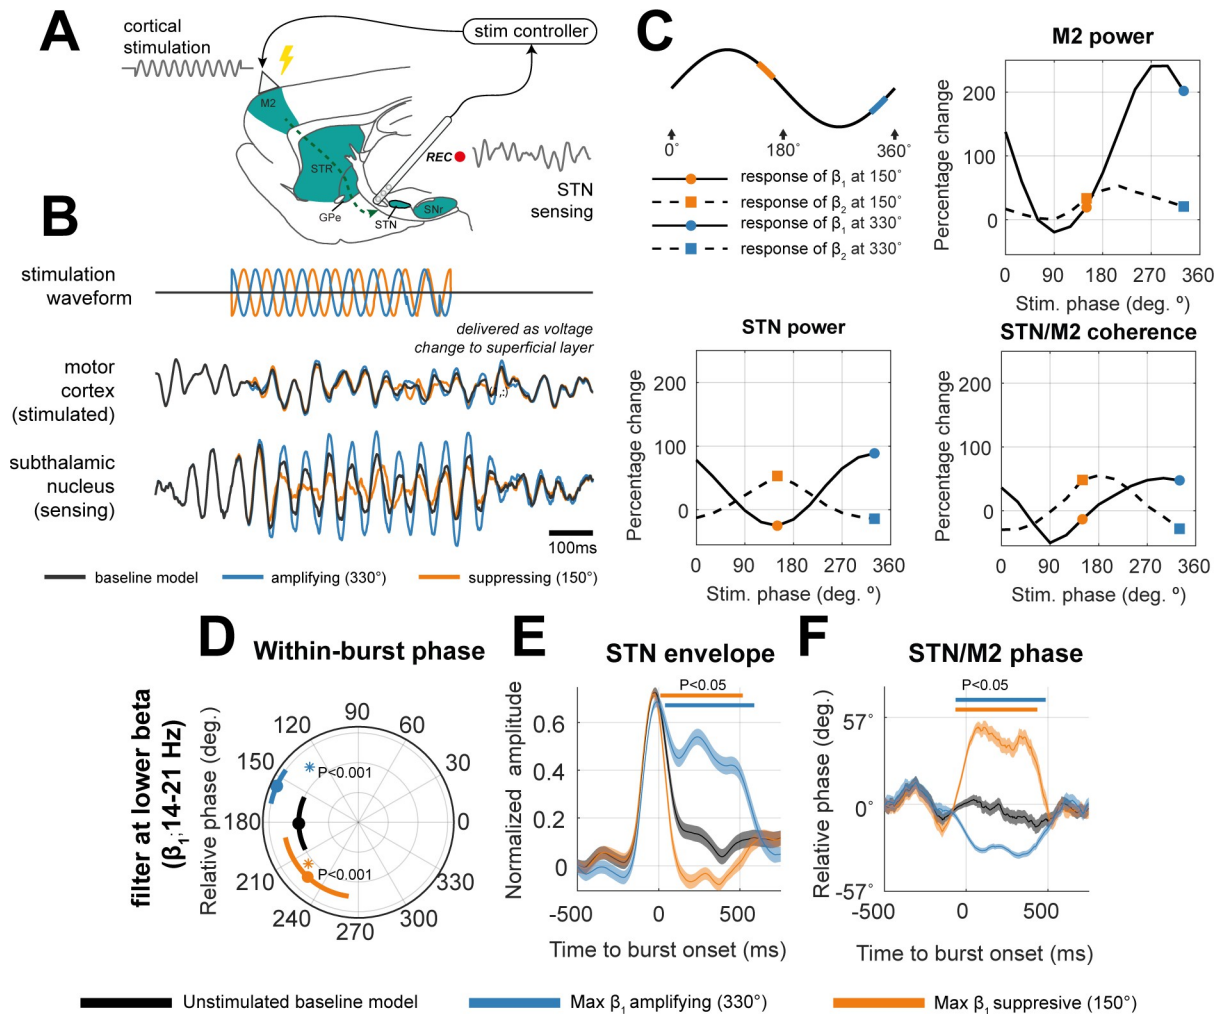 A
cortical
stimulation
stim controller
M2
STR
GPe
STN
SNr
REC
STN
sensing
B
stimulation
waveform
delivered as voltage
change to superficial layer
motor
cortex
(stimulated)
subthalamic
nucleus
(sensing)
100ms
baseline model
amplifying (330°)
suppressing (150°)
C
0°
180°
360°
response of β1 at 150°
response of β2 at 150°
response of β1 at 330°
response of β2 at 330°
M2 power
Percentage change
200
100
0
0 90 180 270 360
Stim. phase (deg. º)
STN power
Percentage change
200
100
0
0 90 180 270 360
Stim. phase (deg. º)
STN/M2 coherence
Percentage change
200
100
0
0 90 180 270 360
Stim. phase (deg. º)
D
Within-burst phase
filter at lower beta
(β1;14-21 Hz)
Relative phase (deg.)
90
120 60
150 30
180 0
210 330
240 300
270
P<0.001
P<0.001
E
STN envelope
P<0.05
Normalized amplitude
0.6
0.4
0.2
0
-500 0 500
Time to burst onset (ms)
F
STN/M2 phase
P<0.05
Relative phase (deg.)
57°
0°
-57°
-500 0 500
Time to burst onset (ms)
Unstimulated baseline model
Max β1 amplifying (330°)
Max β1 suppresive (150°)